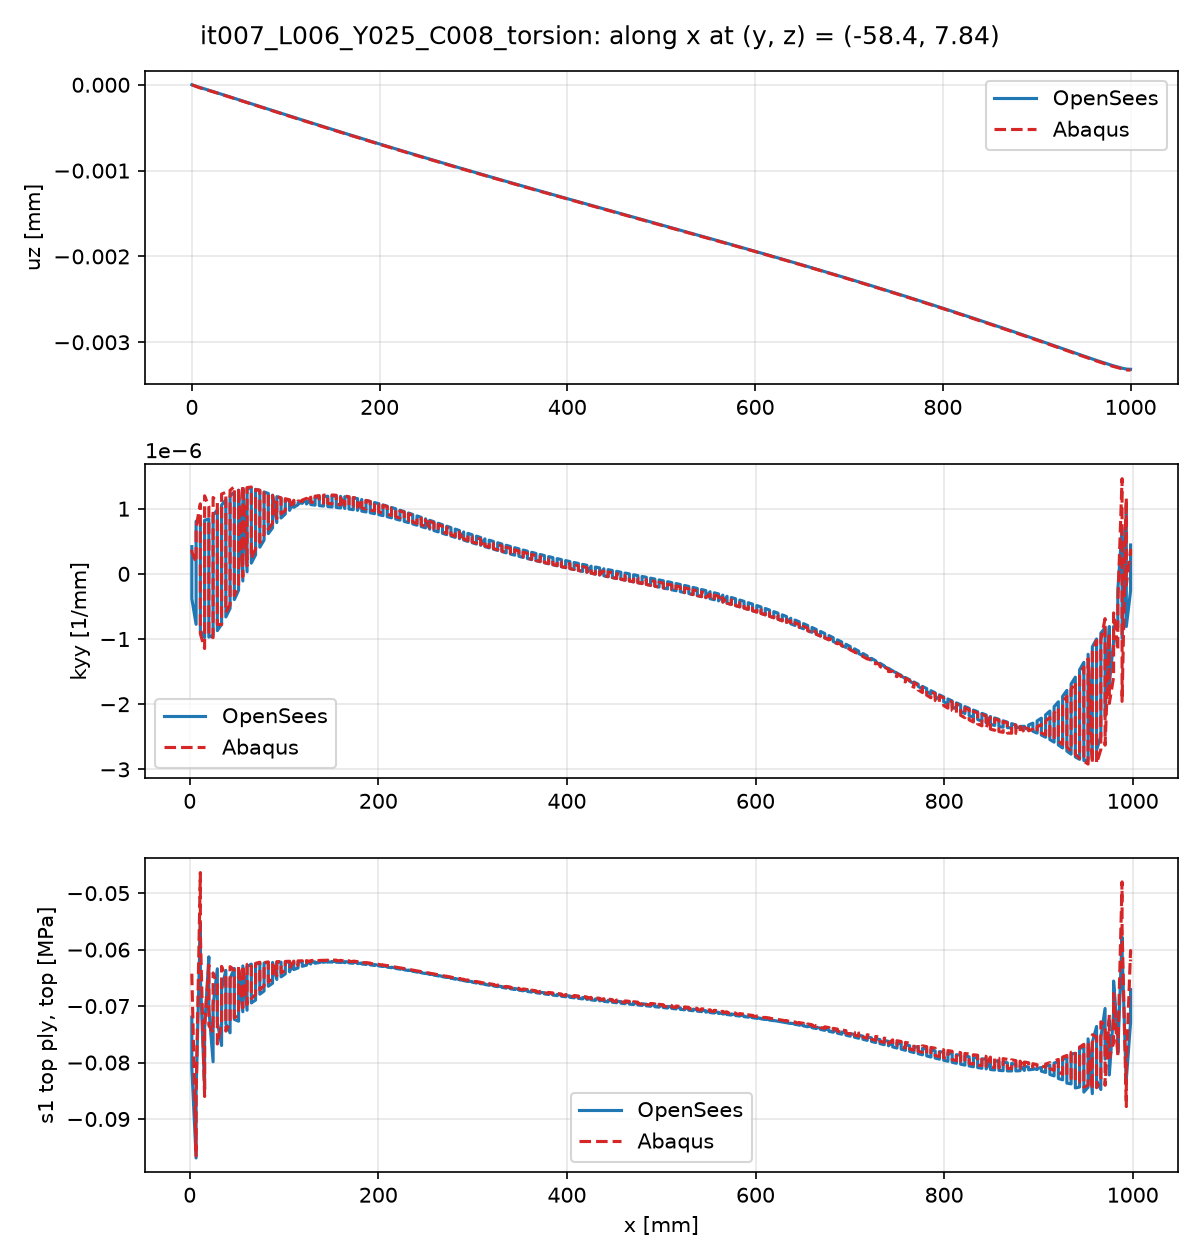 it007_L006_Y025_C008_torsion: along x at (y, z) = (-58.4, 7.84)
uz [mm]
0.000
−0.001
−0.002
−0.003
OpenSees
Abaqus
0 200 400 600 800 1000
1e−6
kyy [1/mm]
1
0
−1
−2
−3
OpenSees
Abaqus
0 200 400 600 800 1000
s1 top ply, top [MPa]
−0.05
−0.06
−0.07
−0.08
−0.09
OpenSees
Abaqus
0 200 400 600 800 1000
x [mm]